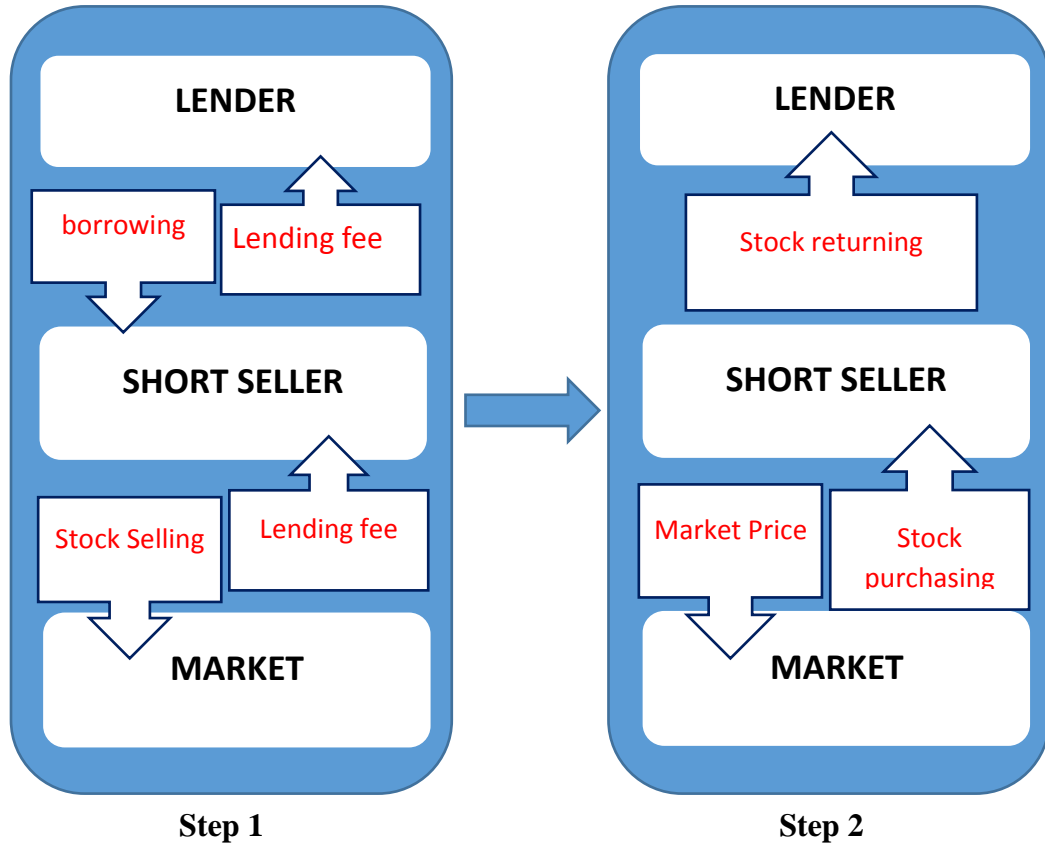 LENDER
borrowing
Lending fee
SHORT SELLER
Stock Selling
Lending fee
MARKET
Step 1
LENDER
Stock returning
SHORT SELLER
Market Price
Stock
purchasing
MARKET
Step 2